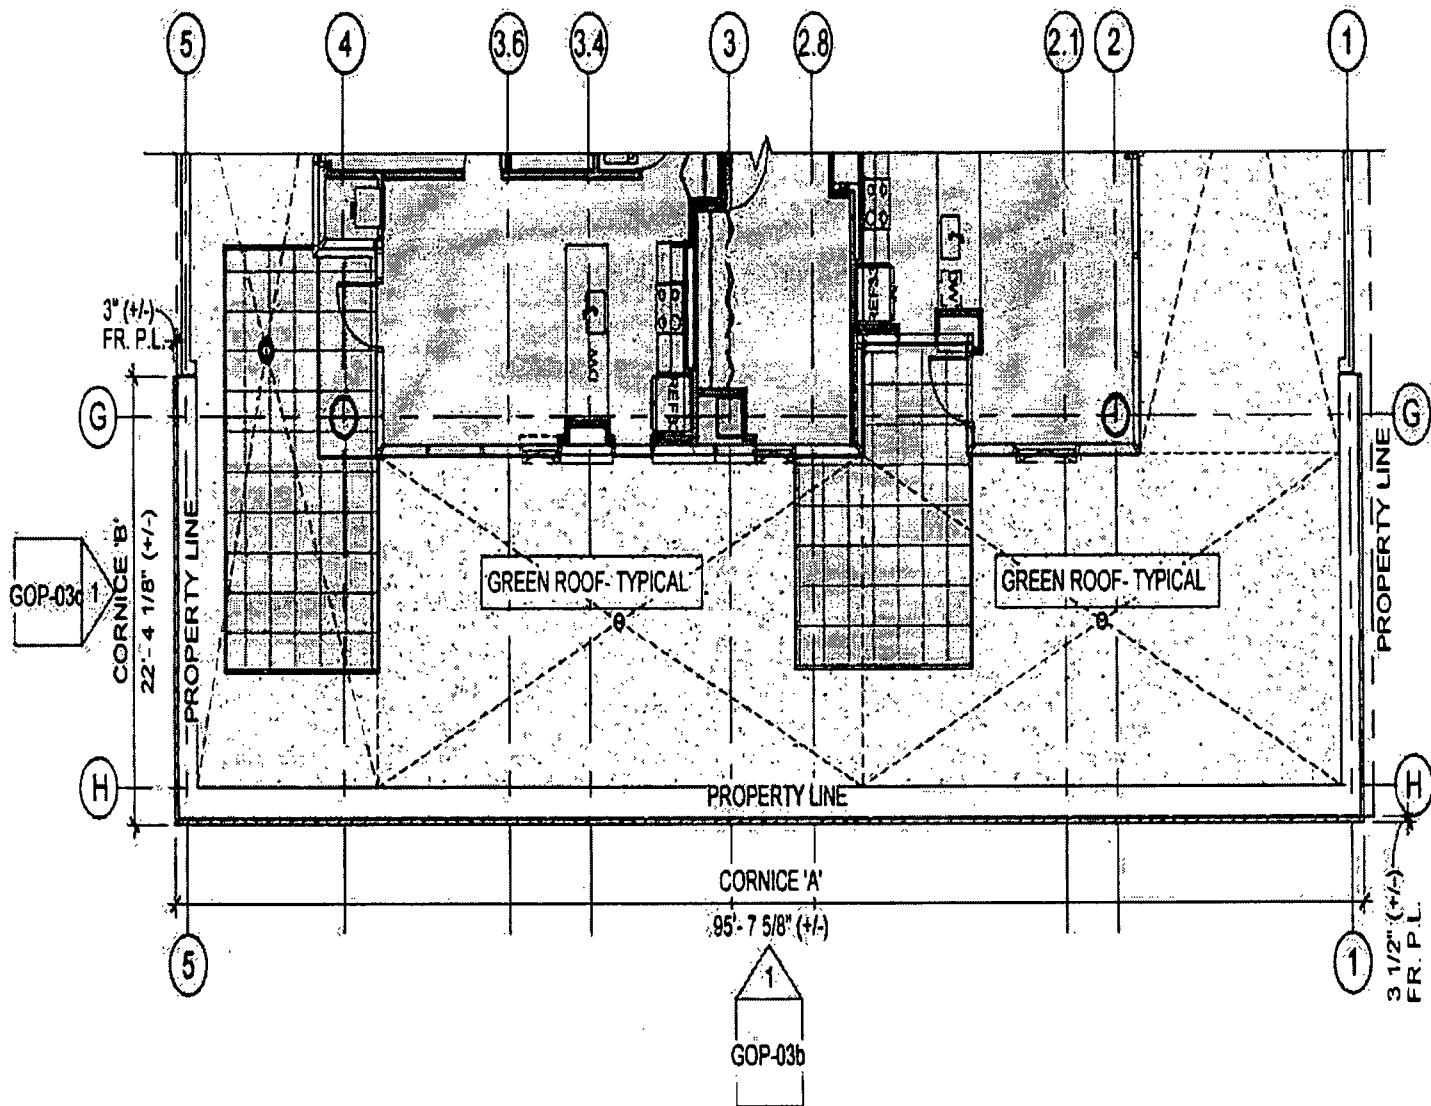 5 4 3.6 3.4 3 2.8 2.1 2 1
3" (+/-)
FR. P.L.
REF33
DW
DW
G G
CORNICE 'B'
22'- 4 1/8" (+/-)
PROPERTY LINE
PROPERTY LINE
GOP-03c 1
GREEN ROOF- TYPICAL
GREEN ROOF- TYPICAL
H H
PROPERTY LINE
CORNICE 'A'
95'- 7 5/8" (+/-)
3 1/2" (+/-)
FR. P.L.
5 1
1
GOP-03b